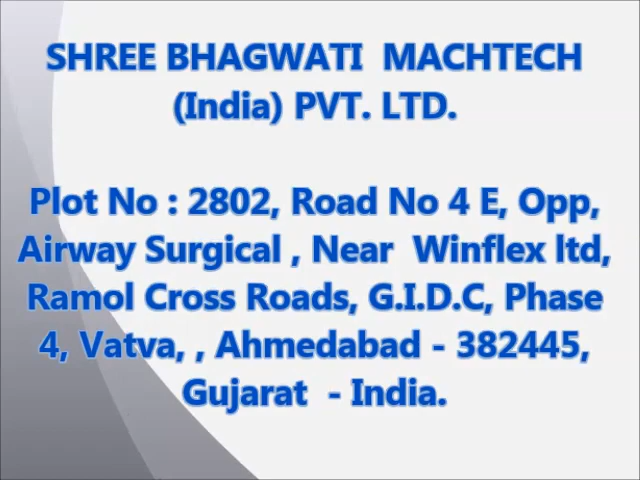 SHREE BHAGWATI MACHTECH
(India) PVT. LTD.
Plot No : 2802, Road No 4 E, Opp,
Airway Surgical , Near Winflex ltd,
Ramol Cross Roads, G.I.D.C, Phase
4, Vatva, , Ahmedabad - 382445,
Gujarat - India.